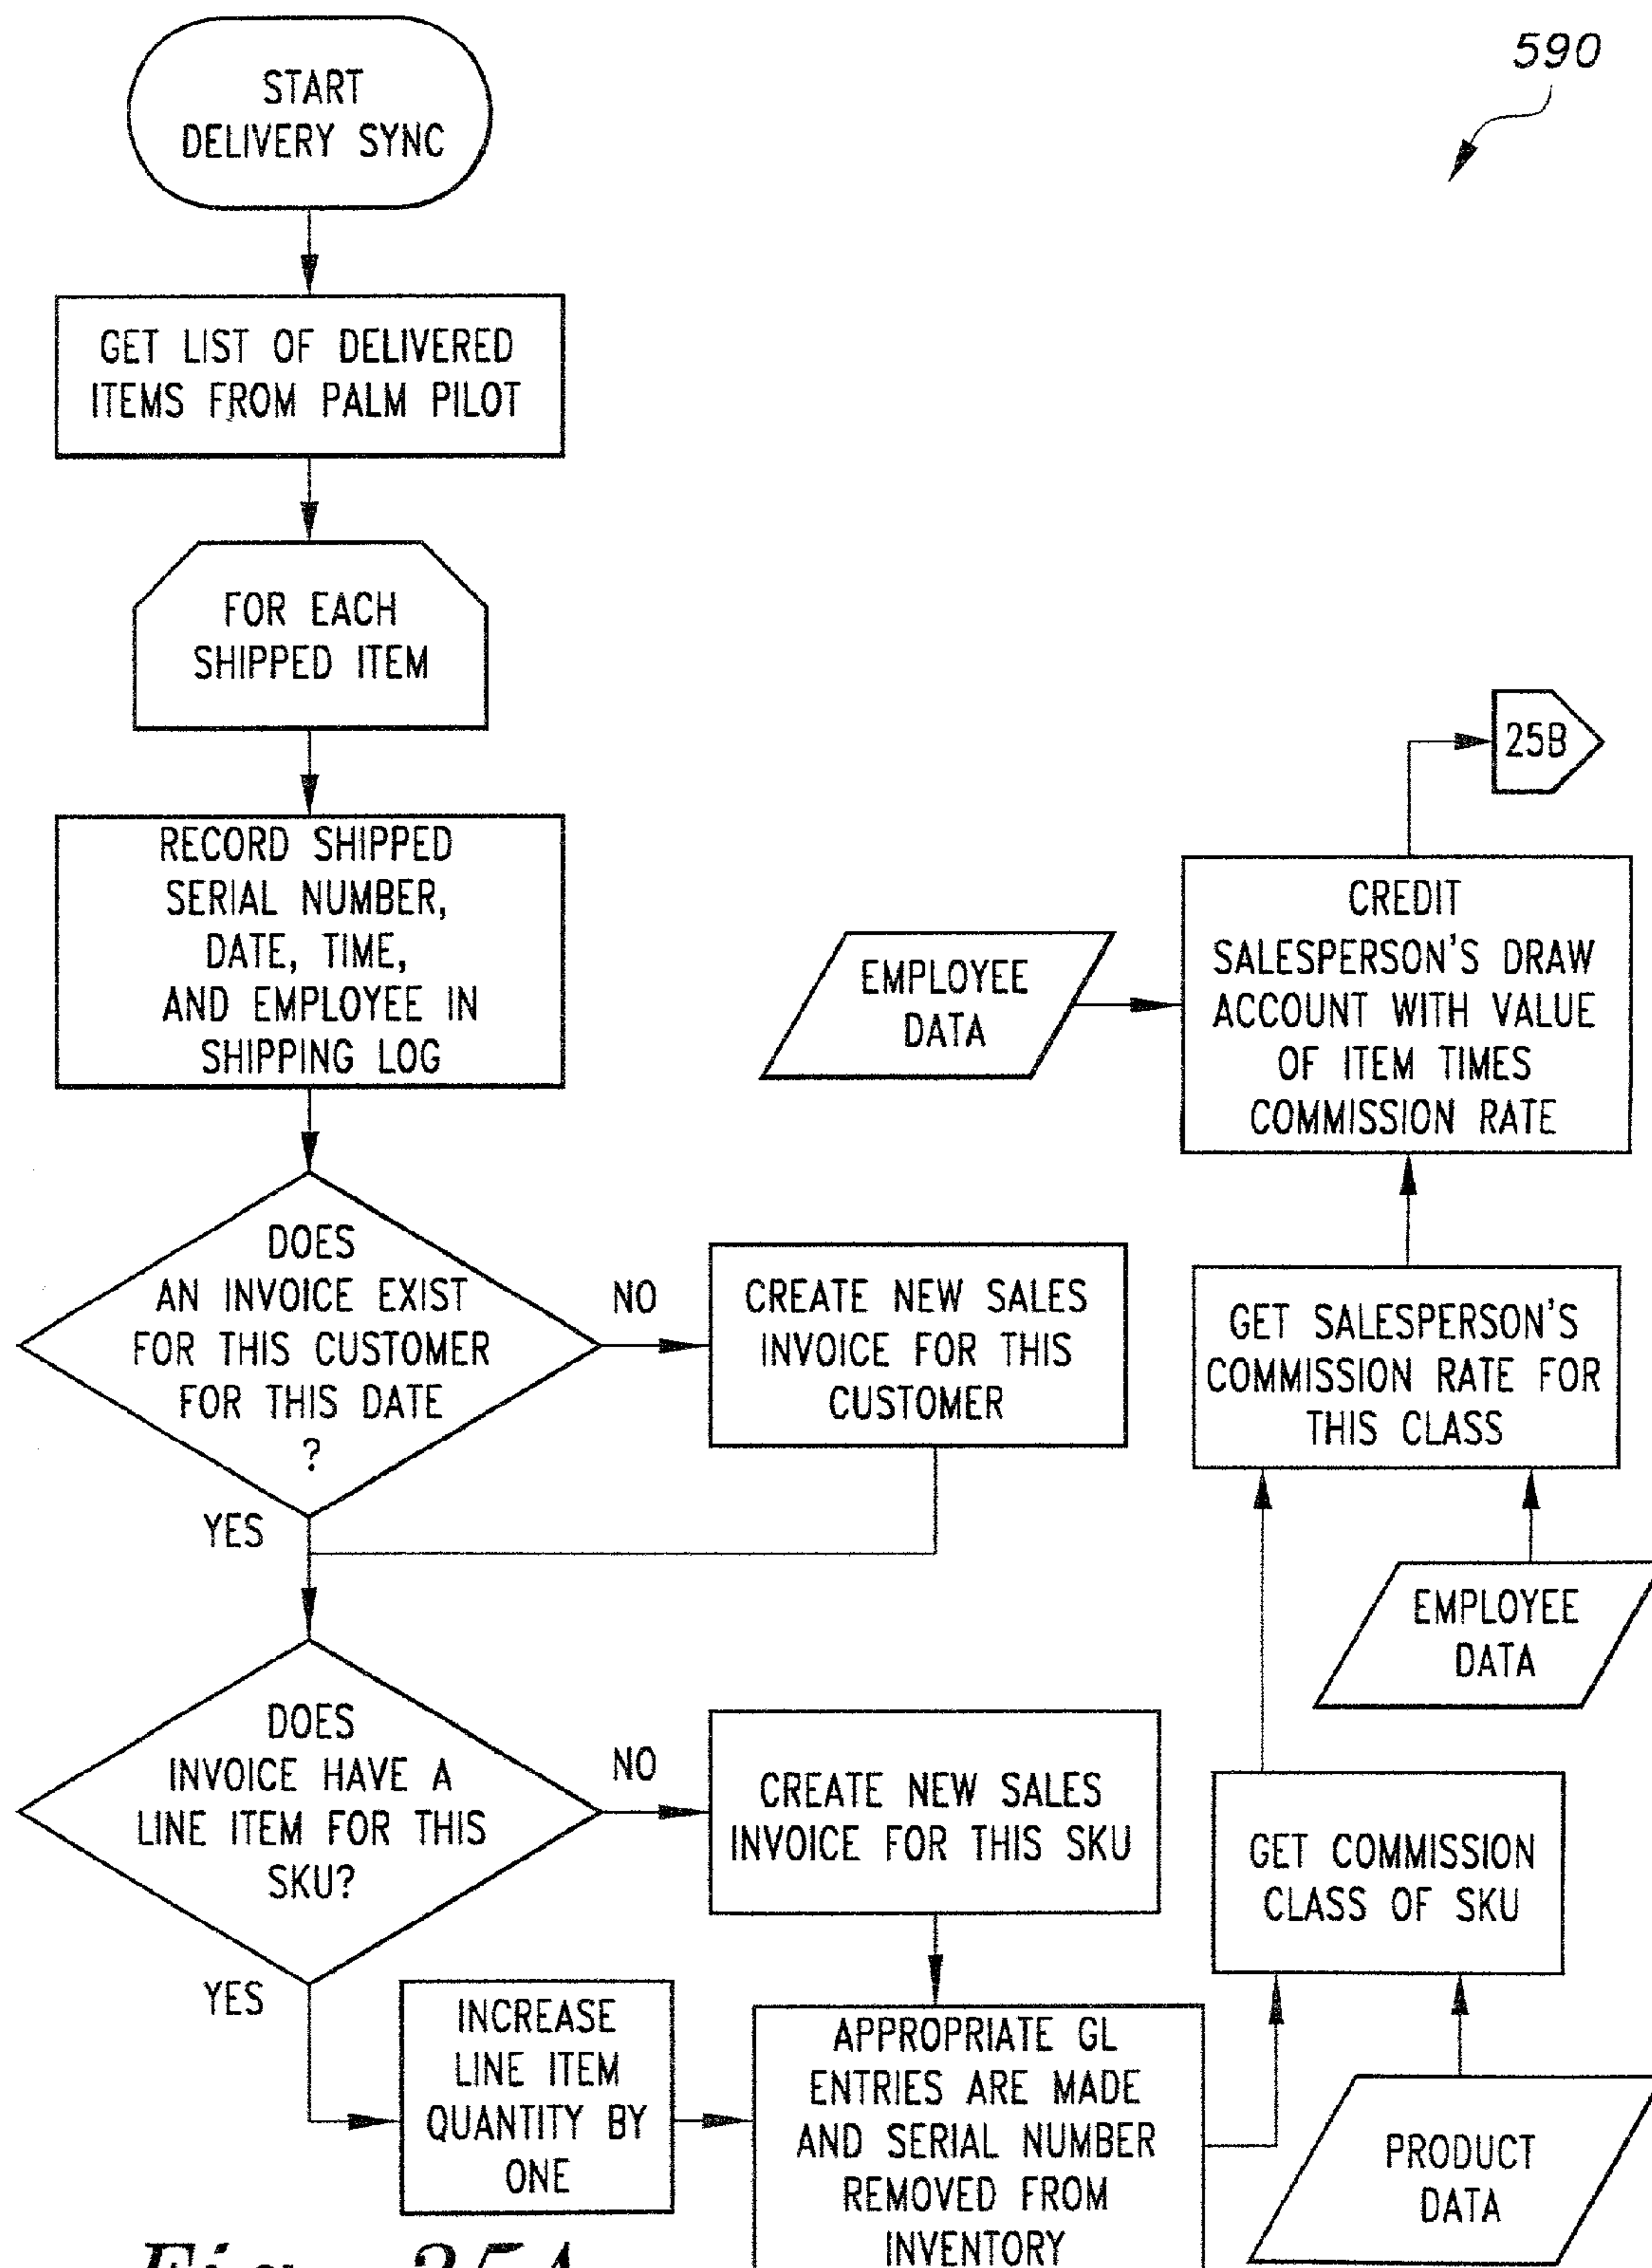 590
START
DELIVERY SYNC
GET LIST OF DELIVERED
ITEMS FROM PALM PILOT
FOR EACH
SHIPPED ITEM
RECORD SHIPPED
SERIAL NUMBER,
DATE, TIME,
AND EMPLOYEE IN
SHIPPING LOG
DOES
AN INVOICE EXIST
FOR THIS CUSTOMER
FOR THIS DATE
?
NO
CREATE NEW SALES
INVOICE FOR THIS
CUSTOMER
YES
DOES
INVOICE HAVE A
LINE ITEM FOR THIS
SKU?
NO
CREATE NEW SALES
INVOICE FOR THIS SKU
YES
INCREASE
LINE ITEM
QUANTITY BY
ONE
APPROPRIATE GL
ENTRIES ARE MADE
AND SERIAL NUMBER
REMOVED FROM
INVENTORY
PRODUCT
DATA
GET COMMISSION
CLASS OF SKU
EMPLOYEE
DATA
GET SALESPERSON'S
COMMISSION RATE FOR
THIS CLASS
EMPLOYEE
DATA
CREDIT
SALESPERSON'S DRAW
ACCOUNT WITH VALUE
OF ITEM TIMES
COMMISSION RATE
25B
Fig. 25A